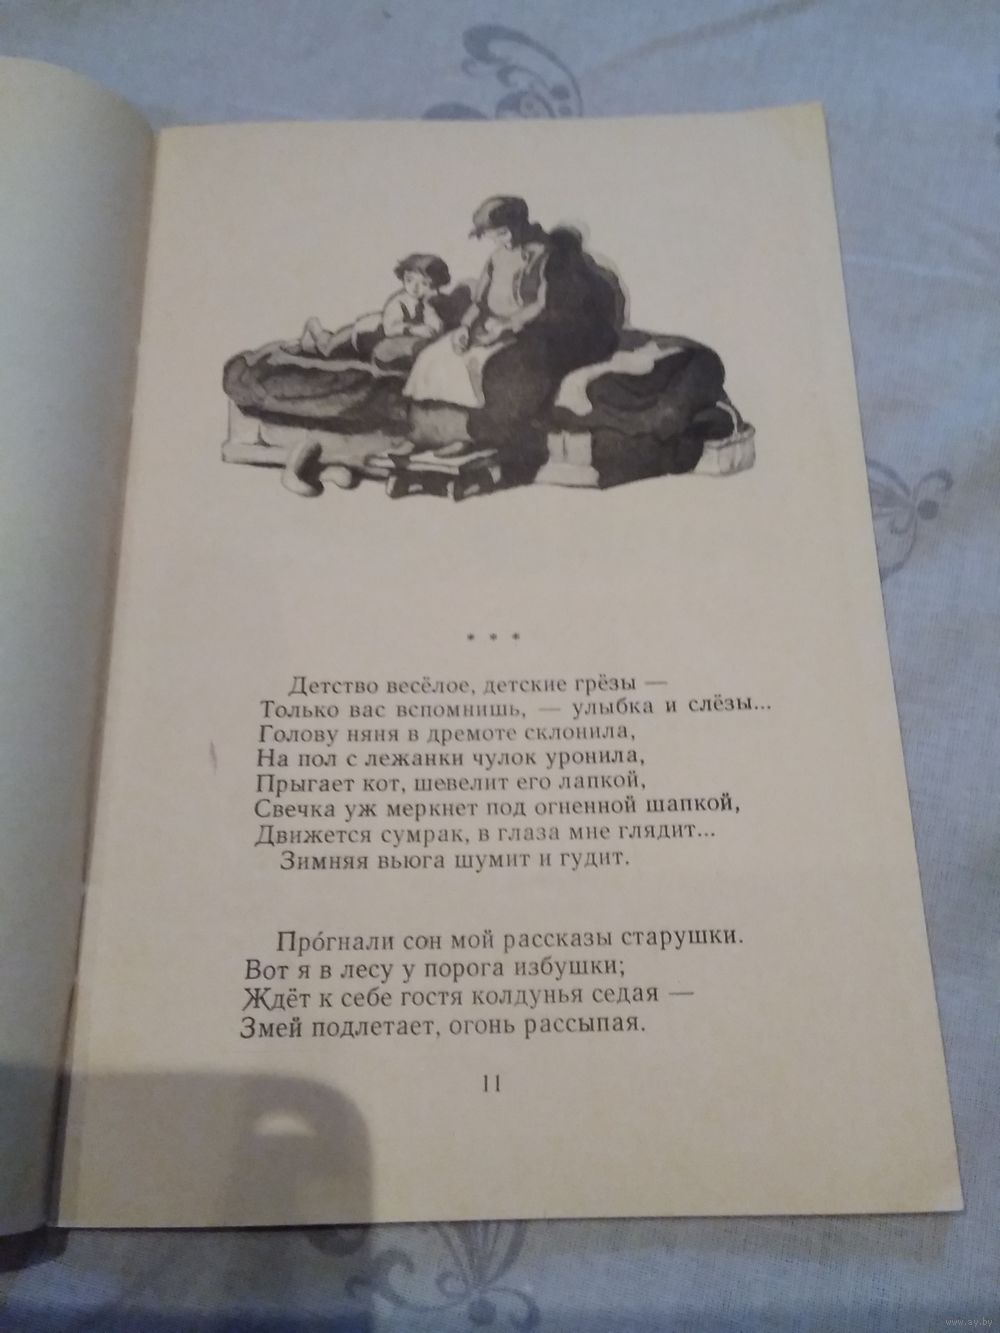 * * *
Детство весёлое, детские грёзы —
Только вас вспомнишь, — улыбка и слёзы...
Голову няня в дремоте склонила,
На пол с лежанки чулок уронила,
Прыгает кот, шевелит его лапкой,
Свечка уж меркнет под огненной шапкой,
Движется сумрак, в глаза мне глядит...
Зимняя вьюга шумит и гудит.
Про́гнали сон мой рассказы старушки.
Вот я в лесу у порога избушки;
Ждёт к себе гостя колдунья седая —
Змей подлетает, огонь рассыпая.
11
www.ay.by